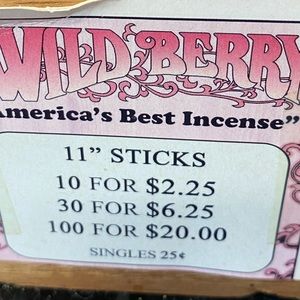 WILD BERRY
America's Best Incense"
11" STICKS
10 FOR $2.25
30 FOR $6.25
100 FOR $20.00
SINGLES 25¢